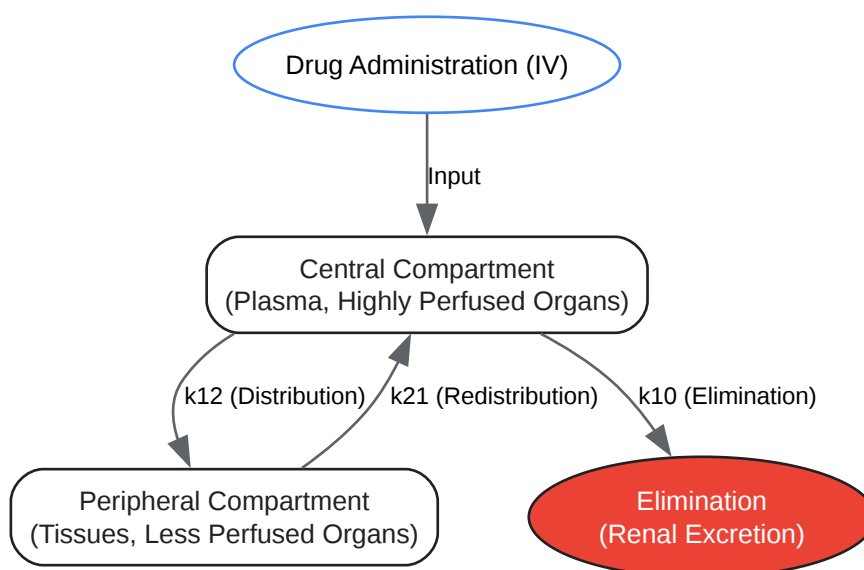 Drug Administration (IV)
Input
Central Compartment
(Plasma, Highly Perfused Organs)
k12 (Distribution)
k21 (Redistribution)
k10 (Elimination)
Peripheral Compartment
(Tissues, Less Perfused Organs)
Elimination
(Renal Excretion)